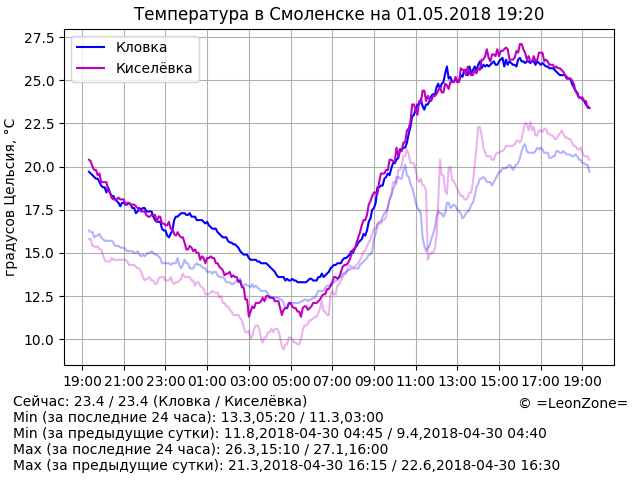 Температура в Смоленске на 01.05.2018 19:20
27.5
25.0
22.5
20.0
17.5
15.0
12.5
10.0
градусов Цельсия, °C
Кловка
Киселёвка
19:00 21:00 23:00 01:00 03:00 05:00 07:00 09:00 11:00 13:00 15:00 17:00 19:00
Сейчас: 23.4 / 23.4 (Кловка / Киселёвка)
© =LeonZone=
Min (за последние 24 часа): 13.3,05:20 / 11.3,03:00
Min (за предыдущие сутки): 11.8,2018-04-30 04:45 / 9.4,2018-04-30 04:40
Max (за последние 24 часа): 26.3,15:10 / 27.1,16:00
Max (за предыдущие сутки): 21.3,2018-04-30 16:15 / 22.6,2018-04-30 16:30